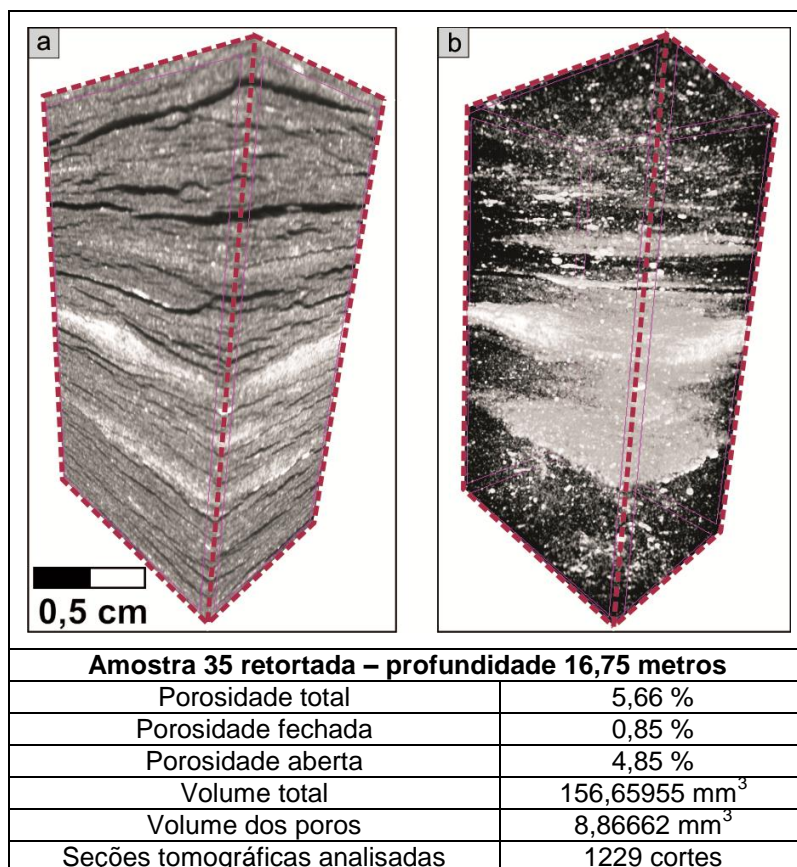 a
b
0,5 cm
Amostra 35 retortada – profundidade 16,75 metros
Porosidade total 5,66 %
Porosidade fechada 0,85 %
Porosidade aberta 4,85 %
Volume total 156,65955 mm³
Volume dos poros 8,86662 mm³
Seções tomográficas analisadas 1229 cortes